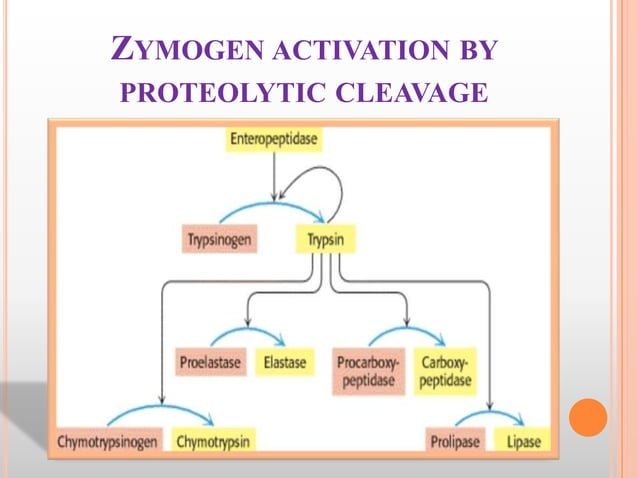 ZYMOGEN ACTIVATION BY
PROTEOLYTIC CLEAVAGE
Enteropeptidase
Trypsinogen
Trypsin
Proelastase
Elastase
Procarboxy-
peptidase
Carboxy-
peptidase
Chymotrypsinogen
Chymotrypsin
Prolipase
Lipase